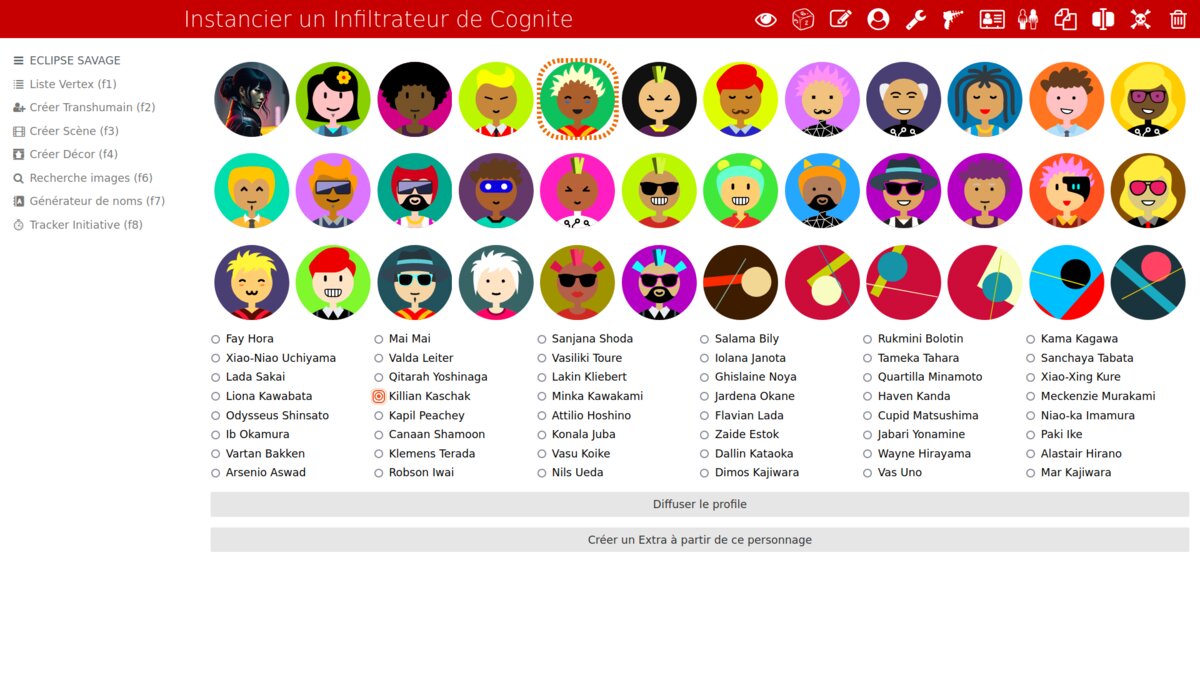 Instancier un Infiltrateur de Cognite
ECLIPSE SAVAGE
Liste Vertex (f1)
Créer Transhumain (f2)
Créer Scène (f3)
Créer Décor (f4)
Recherche images (f6)
Générateur de noms (f7)
Tracker Initiative (f8)
Fay Hora Mai Mai Sanjana Shoda Salama Bily Rukmini Bolotin Kama Kagawa
Xiao-Niao Uchiyama Valda Leiter Vasiliki Toure Iolana Janota Tameka Tahara Sanchaya Tabata
Lada Sakai Qitarah Yoshinaga Lakin Kliebert Ghislaine Noya Quartilla Minamoto Xiao-Xing Kure
Liona Kawabata Killian Kaschak Minka Kawakami Jardena Okane Haven Kanda Meckenzie Murakami
Odysseus Shinsato Kapil Peachey Attilio Hoshino Flavian Lada Cupid Matsushima Niao-ka Imamura
Ib Okamura Canaan Shamoon Konala Juba Zaide Estok Jabari Yonamine Paki Ike
Vartan Bakken Klemens Terada Vasu Koike Dallin Kataoka Wayne Hirayama Alastair Hirano
Arsenio Aswad Robson Iwai Nils Ueda Dimos Kajiwara Vas Uno Mar Kajiwara
Diffuser le profile
Créer un Extra à partir de ce personnage